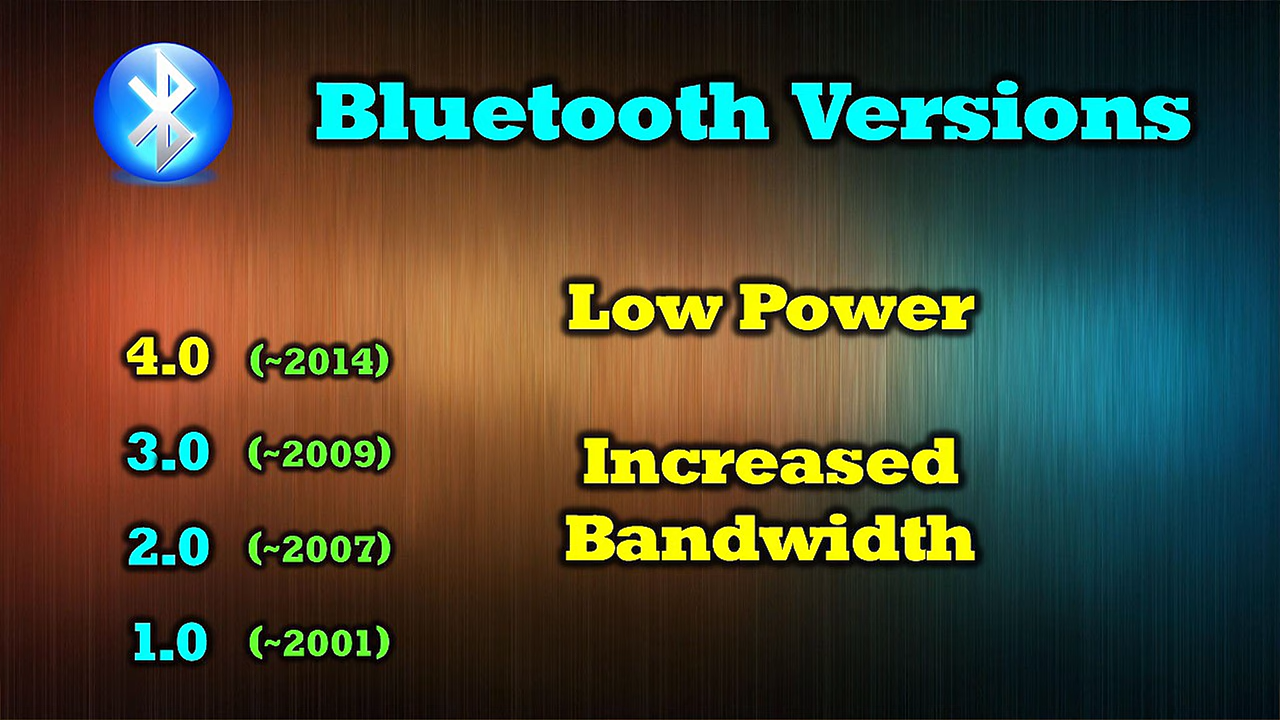 Bluetooth Versions
Low Power
4.0 (~2014)
3.0 (~2009)
Increased
Bandwidth
2.0 (~2007)
1.0 (~2001)